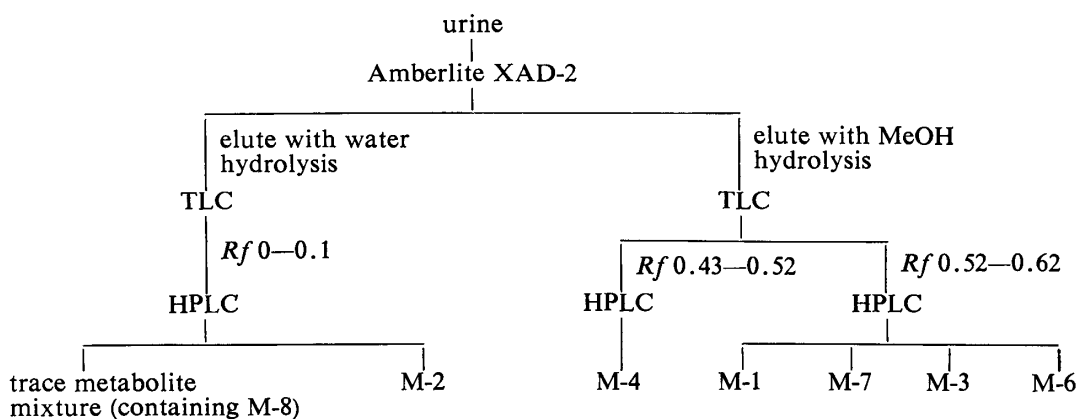 urine
Amberlite XAD-2
elute with water
hydrolysis
elute with MeOH
hydrolysis
TLC
TLC
Rf 0—0.1
Rf 0.43—0.52
Rf 0.52—0.62
HPLC
HPLC
HPLC
trace metabolite
mixture (containing M-8)
M-2
M-4
M-1
M-7
M-3
M-6